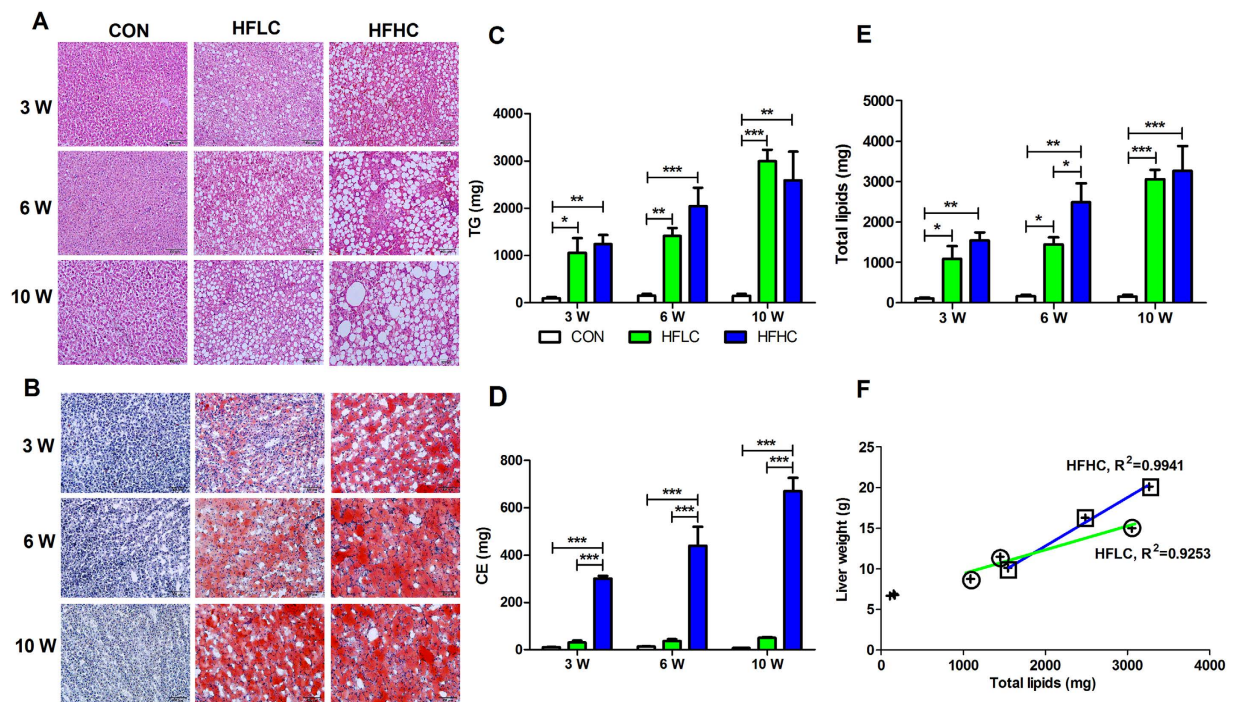 A
CON
HFLC
HFHC
3 W
6 W
10 W
B
3 W
6 W
10 W
C
TG (mg)
4000
3000
2000
1000
0
*
**
**
***
***
**
3 W
6 W
10 W
CON
HFLC
HFHC
D
CE (mg)
800
600
400
200
0
***
***
***
***
***
***
3 W
6 W
10 W
E
Total lipids (mg)
5000
4000
3000
2000
1000
0
**
*
**
*
*
***
***
3 W
6 W
10 W
F
Liver weight (g)
25
20
15
10
5
0
HFHC, R²=0.9941
HFLC, R²=0.9253
0
1000
2000
3000
4000
Total lipids (mg)